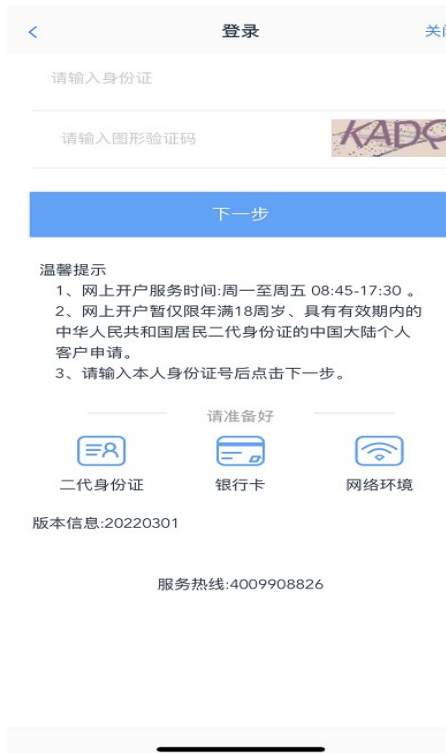 登录
关
请输入身份证
请输入图形验证码
KADQ
下一步
温馨提示
1、网上开户服务时间:周一至周五 08:45-17:30 。
2、网上开户暂仅限年满18周岁、具有有效期内的
中华人民共和国居民二代身份证的中国大陆个人
客户申请。
3、请输入本人身份证号后点击下一步。
请准备好
二代身份证
银行卡
网络环境
版本信息:20220301
服务热线:4009908826